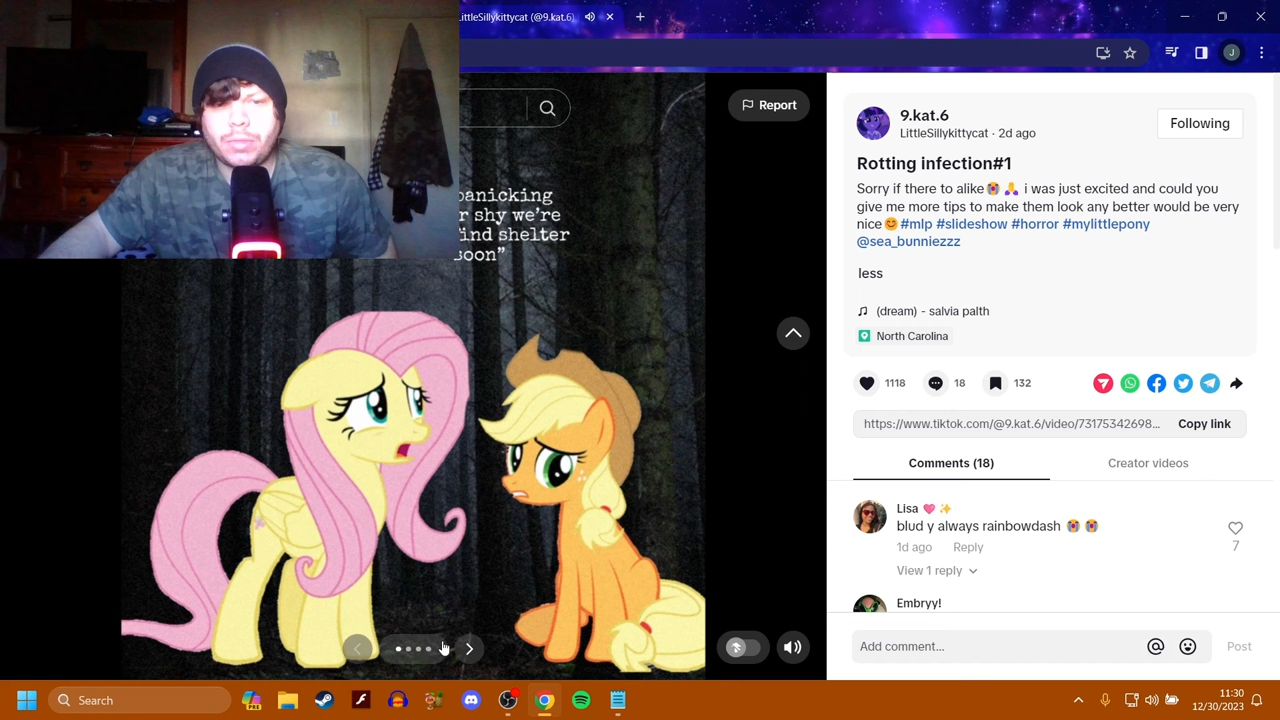 LittleSillykittycat (@9.kat.6)
Report
panicking
r shy we're
find shelter
soon”
9.kat.6
LittleSillykittycat · 2d ago
Following
Rotting infection#1
Sorry if there to alike😭🙏 i was just excited and could you
give me more tips to make them look any better would be very
nice😊#mlp #slideshow #horror #mylittlepony
@sea_bunniezzz
less
(dream) - salvia palth
North Carolina
1118
18
132
https://www.tiktok.com/@9.kat.6/video/73175342698...
Copy link
Comments (18)
Creator videos
Lisa 💗 ✨
blud y always rainbowdash 😭 😭
1d ago
Reply
7
View 1 reply
Embryy!
Add comment...
Post
J
Search
PRE
11:30
12/30/2023